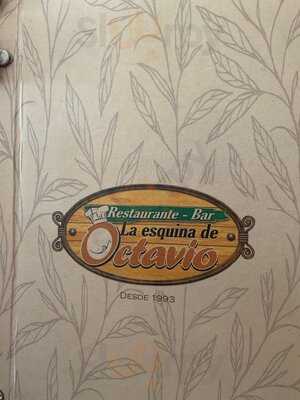 Restaurante - Bar
La esquina de
Octavio
DESDE 1993